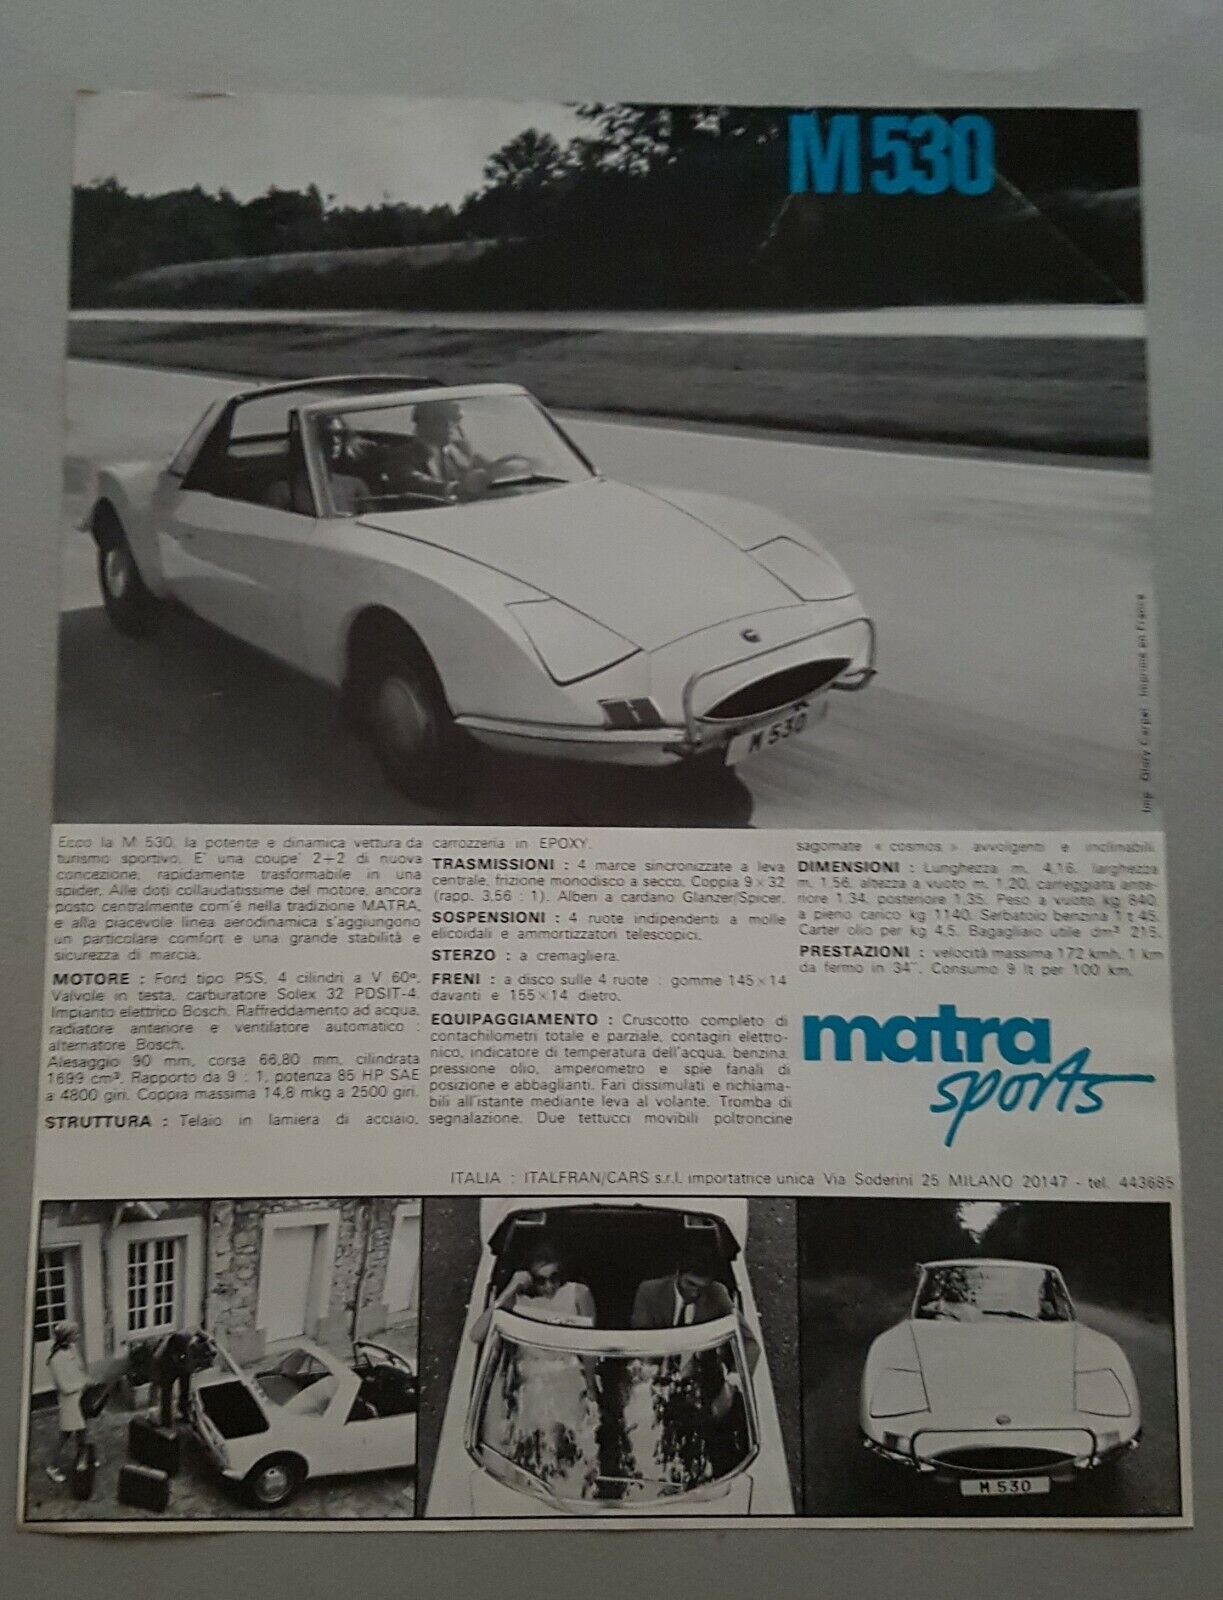 M 530
M 530
Imp. Glory Carpel Imprimé en France
Ecco la M 530, la potente e dinamica vettura da
turismo sportivo. E' una coupe' 2+2 di nuova
concezione, rapidamente trasformabile in una
spider. Alle doti collaudatissime del motore, ancora
posto centralmente com'é nella tradizione MATRA,
e alla piacevole linea aerodinamica s'aggiungono
un particolare comfort e una grande stabilità e
sicurezza di marcia.
MOTORE : Ford tipo P5S, 4 cilindri a V 60°.
Valvole in testa, carburatore Solex 32 PDSIT-4.
Impianto elettrico Bosch. Raffreddamento ad acqua,
radiatore anteriore e ventilatore automatico :
alternatore Bosch.
Alesaggio 90 mm, corsa 66,80 mm, cilindrata
1699 cm³. Rapporto da 9 : 1, potenza 85 HP SAE
a 4800 giri. Coppia massima 14,8 mkg a 2500 giri.
STRUTTURA : Telaio in lamiera di acciaio,
carrozzeria in EPOXY.
TRASMISSIONI : 4 marce sincronizzate a leva
centrale, frizione monodisco a secco. Coppia 9 x 32
(rapp. 3,56 : 1). Alberi a cardano Glanzer/Spicer.
SOSPENSIONI : 4 ruote indipendenti a molle
elicoidali e ammortizzatori telescopici.
STERZO : a cremagliera.
FRENI : a disco sulle 4 ruote : gomme 145 x 14
davanti e 155 x 14 dietro.
EQUIPAGGIAMENTO : Cruscotto completo di
contachilometri totale e parziale, contagiri elettro-
nico, indicatore di temperatura dell'acqua, benzina,
pressione olio, amperometro e spie fanali di
posizione e abbaglianti. Fari dissimulati e richiama-
bili all'istante mediante leva al volante. Tromba di
segnalazione. Due tettucci movibili poltroncine
sagomate « cosmos » avvolgenti e inclinabili.
DIMENSIONI : Lunghezza m. 4,16, larghezza
m. 1,56, altezza a vuoto m. 1,20, carreggiata ante-
riore 1.34, posteriore 1.35. Peso a vuoto kg 840,
a pieno carico kg 1140. Serbatoio benzina 1 t 45.
Carter olio per kg 4,5. Bagagliaio utile dm³ 215.
PRESTAZIONI : velocità massima 172 kmh, 1 km
da fermo in 34''. Consumo 9 lt per 100 km.
matra
sports
ITALIA : ITALFRAN/CARS s.r.l. importatrice unica Via Soderini 25 MILANO 20147 - tel. 443685
M 530